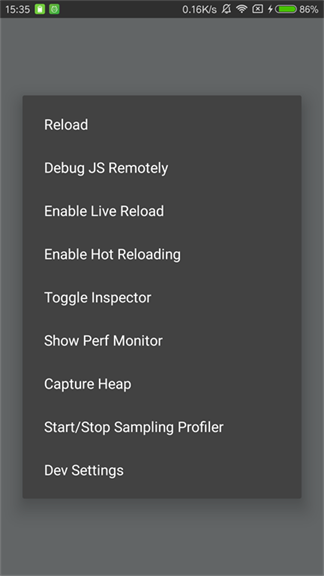 15:35 0.16K/s 86%
Reload
Debug JS Remotely
Enable Live Reload
Enable Hot Reloading
Toggle Inspector
Show Perf Monitor
Capture Heap
Start/Stop Sampling Profiler
Dev Settings